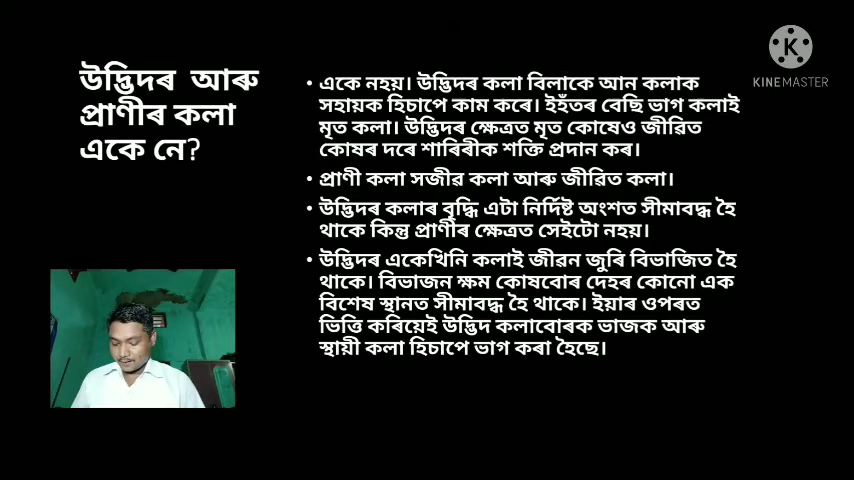 উদ্ভিদৰ আৰু
প্ৰাণীৰ কলা
একে নে?
• একে নহয়। উদ্ভিদৰ কলা বিলাকে আন কলাক
সহায়ক হিচাপে কাম কৰে। ইহঁতৰ বেছি ভাগ কলাই
মৃত কলা। উদ্ভিদৰ ক্ষেত্ৰত মৃত কোষেও জীৱিত
কোষৰ দৰে শাৰিৰীক শক্তি প্ৰদান কৰ।
• প্ৰাণী কলা সজীৱ কলা আৰু জীৱিত কলা।
• উদ্ভিদৰ কলাৰ বৃদ্ধি এটা নিৰ্দিষ্ট অংশত সীমাবদ্ধ হৈ
থাকে কিন্তু প্ৰাণীৰ ক্ষেত্ৰত সেইটো নহয়।
• উদ্ভিদৰ একেখিনি কলাই জীৱন জুৰি বিভাজিত হৈ
থাকে। বিভাজন ক্ষম কোষবোৰ দেহৰ কোনো এক
বিশেষ স্থানত সীমাবদ্ধ হৈ থাকে। ইয়াৰ ওপৰত
ভিত্তি কৰিয়েই উদ্ভিদ কলাবোৰক ভাজক আৰু
স্থায়ী কলা হিচাপে ভাগ কৰা হৈছে।
K
KINEMASTER